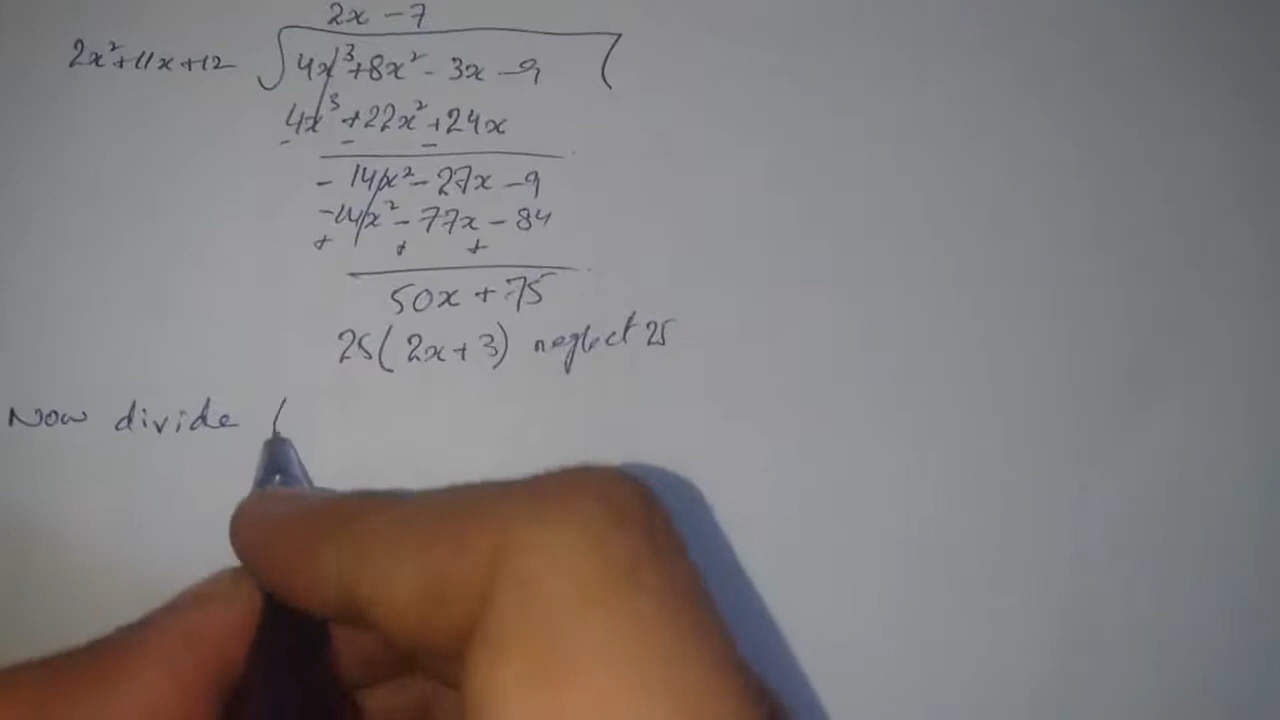 2x - 7
2x² + 11x + 12 4x³ + 8x² - 3x - 9
4x³ + 22x² + 24x
- - -
- 14x² - 27x - 9
- 14x² - 77x - 84
+ + +
50x + 75
25(2x + 3) neglect 25
Now divide (